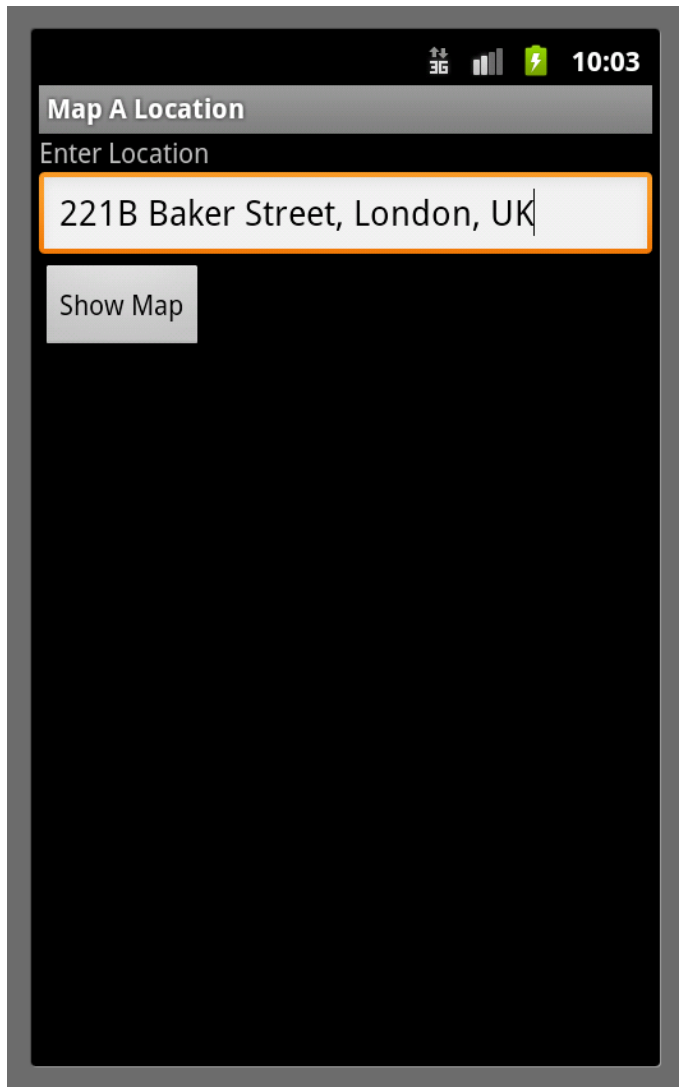 3G 10:03
Map A Location
Enter Location
221B Baker Street, London, UK
Show Map